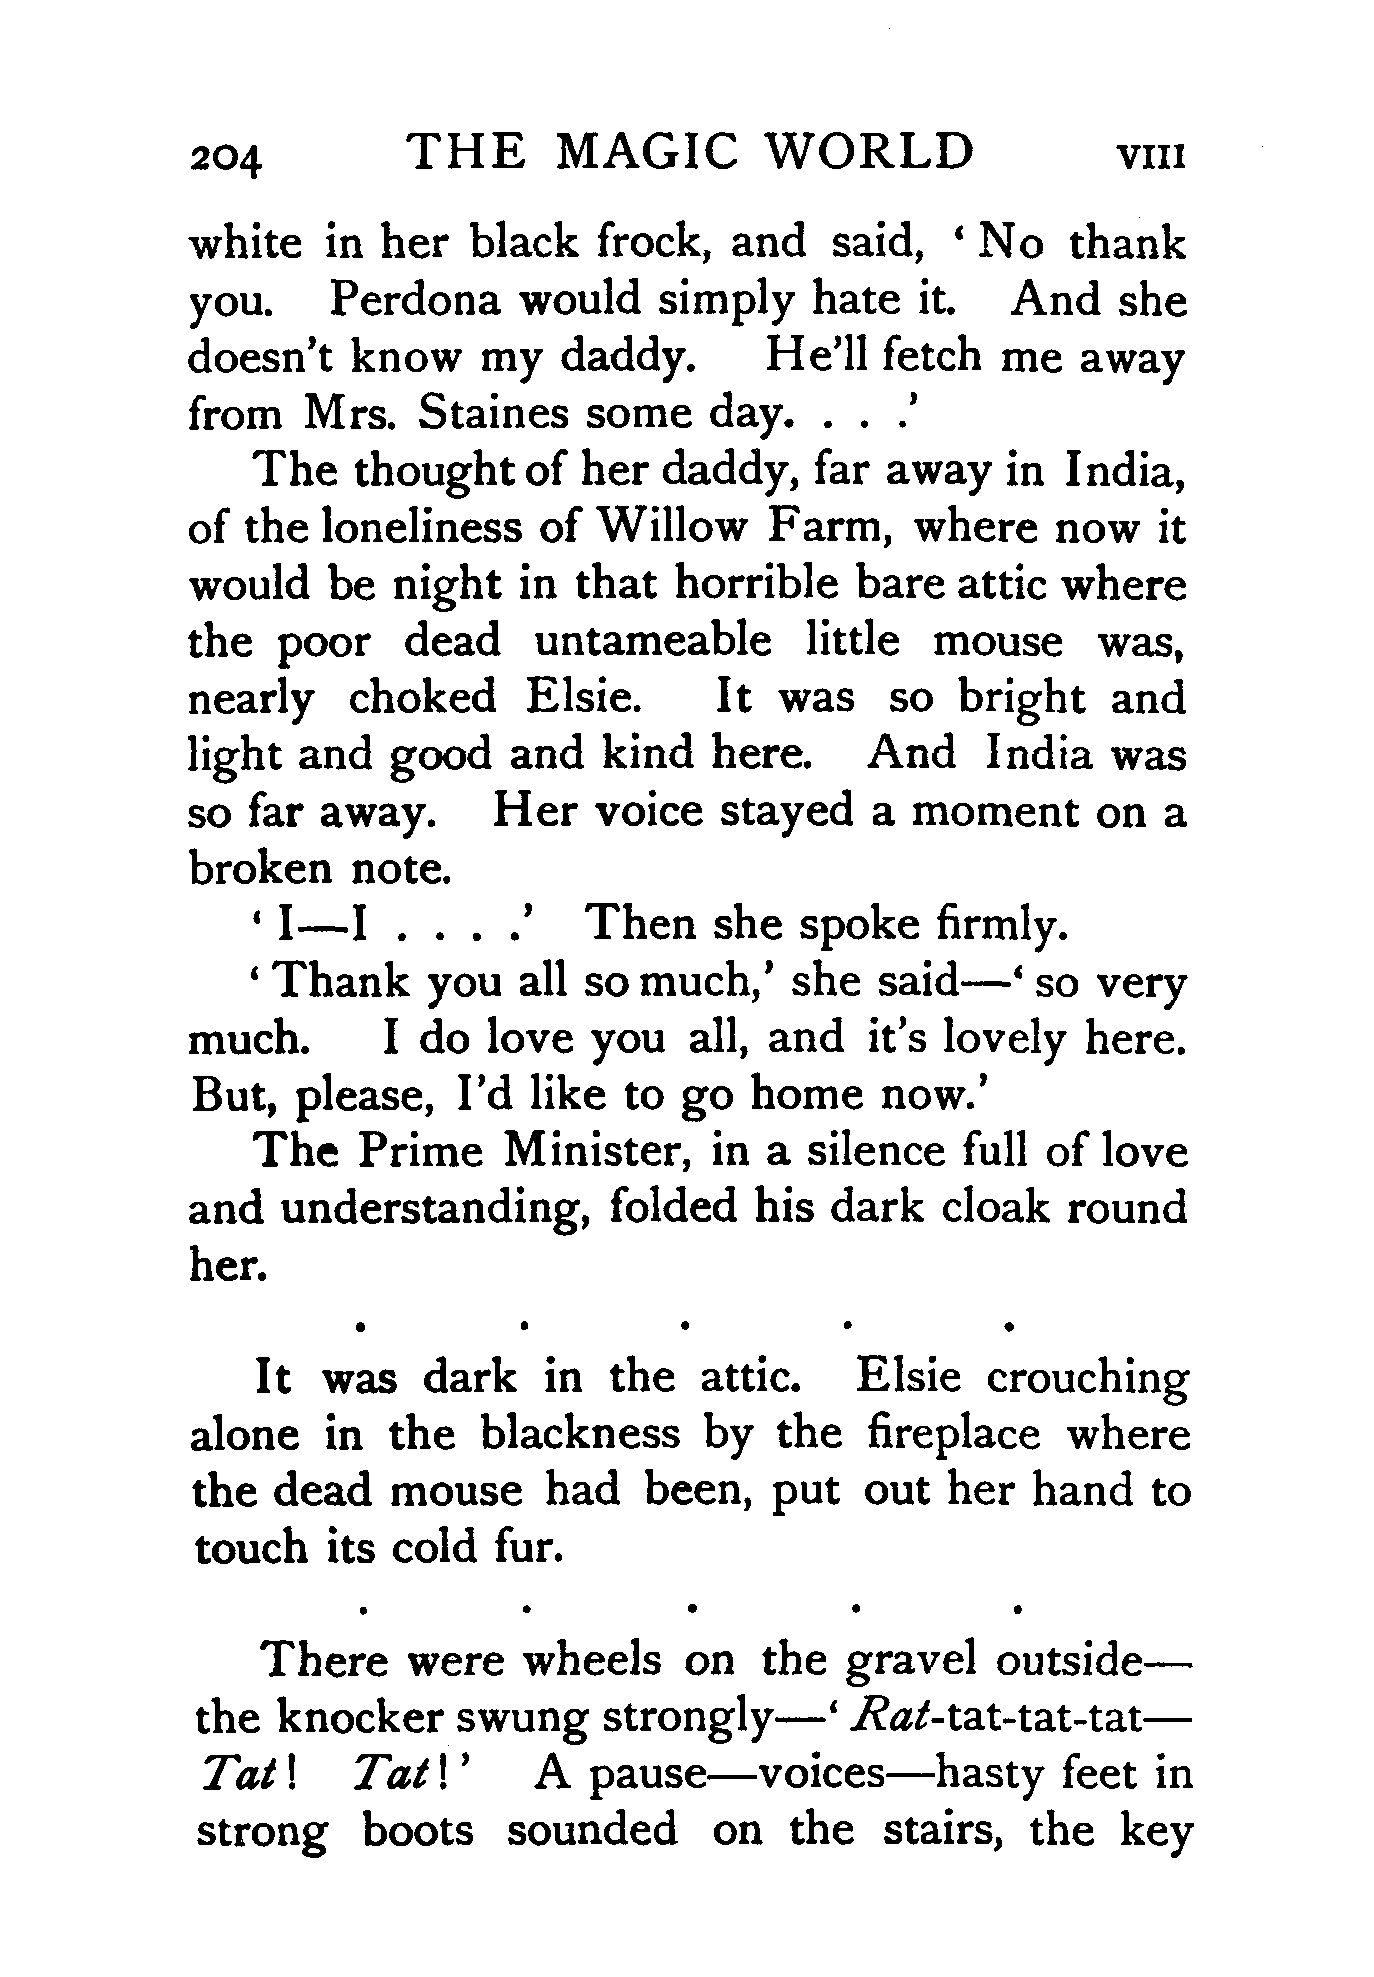 204 THE MAGIC WORLD VIII
white in her black frock, and said, ‘ No thank
you. Perdona would simply hate it. And she
doesn’t know my daddy. He’ll fetch me away
from Mrs. Staines some day. . . .’
The thought of her daddy, far away in India,
of the loneliness of Willow Farm, where now it
would be night in that horrible bare attic where
the poor dead untameable little mouse was,
nearly choked Elsie. It was so bright and
light and good and kind here. And India was
so far away. Her voice stayed a moment on a
broken note.
‘ I—I . . . .’ Then she spoke firmly.
‘ Thank you all so much,’ she said—‘ so very
much. I do love you all, and it’s lovely here.
But, please, I’d like to go home now.’
The Prime Minister, in a silence full of love
and understanding, folded his dark cloak round
her.
. . . . .
It was dark in the attic. Elsie crouching
alone in the blackness by the fireplace where
the dead mouse had been, put out her hand to
touch its cold fur.
. . . . .
There were wheels on the gravel outside—
the knocker swung strongly—‘ Rat-tat-tat-tat—
Tat! Tat! ’ A pause—voices—hasty feet in
strong boots sounded on the stairs, the key